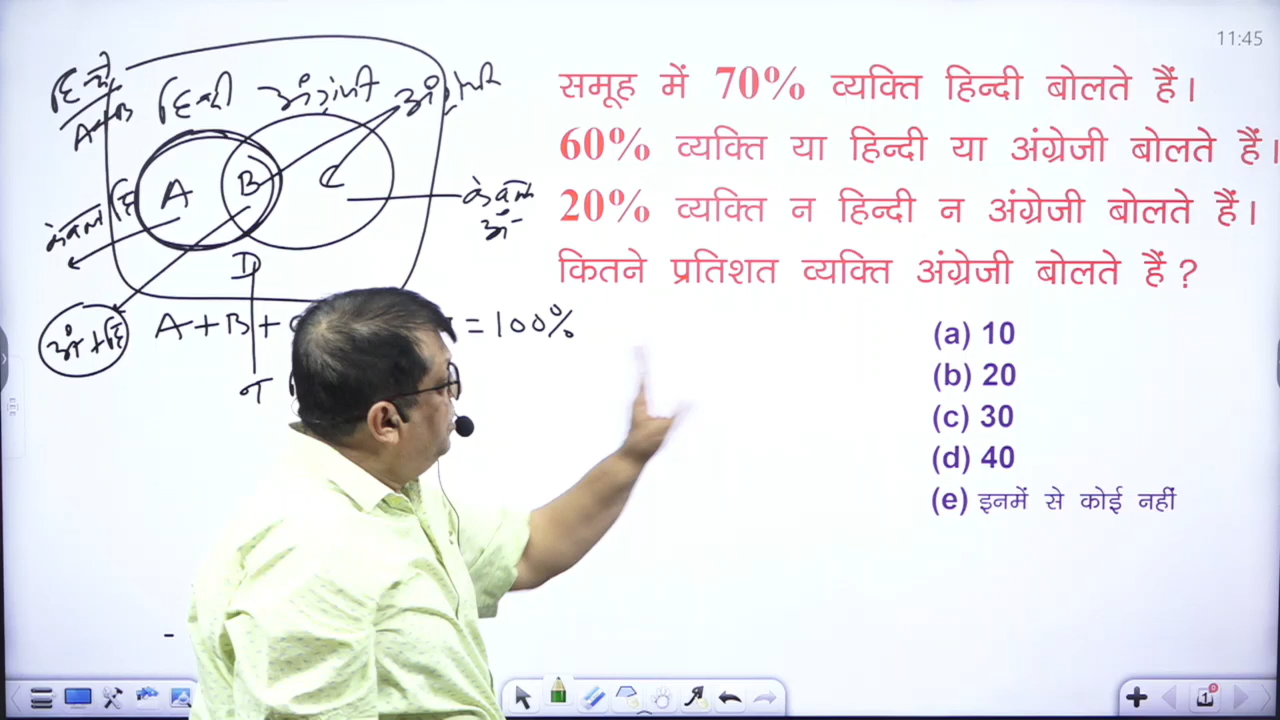 11:45
समूह में 70% व्यक्ति हिन्दी बोलते हैं।
60% व्यक्ति या हिन्दी या अंग्रेजी बोलते हैं।
20% व्यक्ति न हिन्दी न अंग्रेजी बोलते हैं।
कितने प्रतिशत व्यक्ति अंग्रेजी बोलते हैं ?
(a) 10
(b) 20
(c) 30
(d) 40
(e) इनमें से कोई नहीं
A+B
A
B
C
D
A+B+
= 100%
1